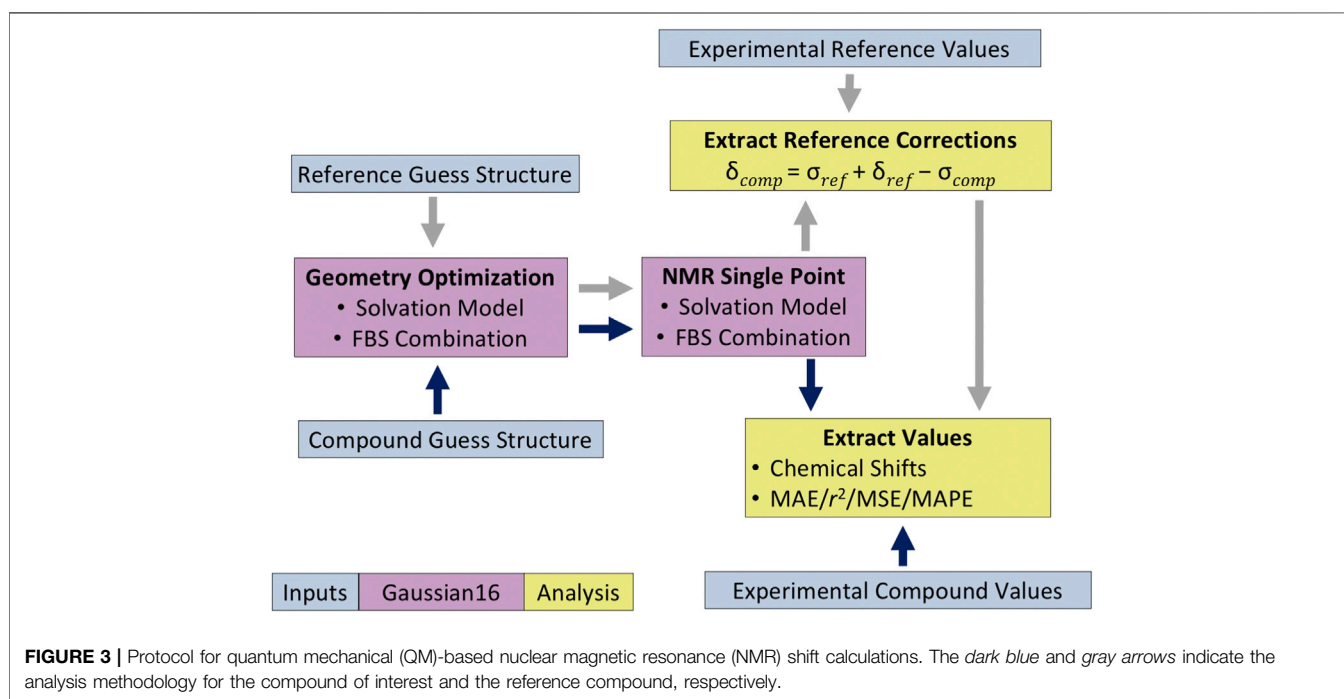 Experimental Reference Values
Extract Reference Corrections
δcomp = σref + δref − σcomp
Reference Guess Structure
Geometry Optimization
• Solvation Model
• FBS Combination
NMR Single Point
• Solvation Model
• FBS Combination
Compound Guess Structure
Extract Values
• Chemical Shifts
• MAE/r²/MSE/MAPE
Inputs Gaussian16 Analysis
Experimental Compound Values
FIGURE 3 | Protocol for quantum mechanical (QM)-based nuclear magnetic resonance (NMR) shift calculations. The dark blue and gray arrows indicate the
analysis methodology for the compound of interest and the reference compound, respectively.